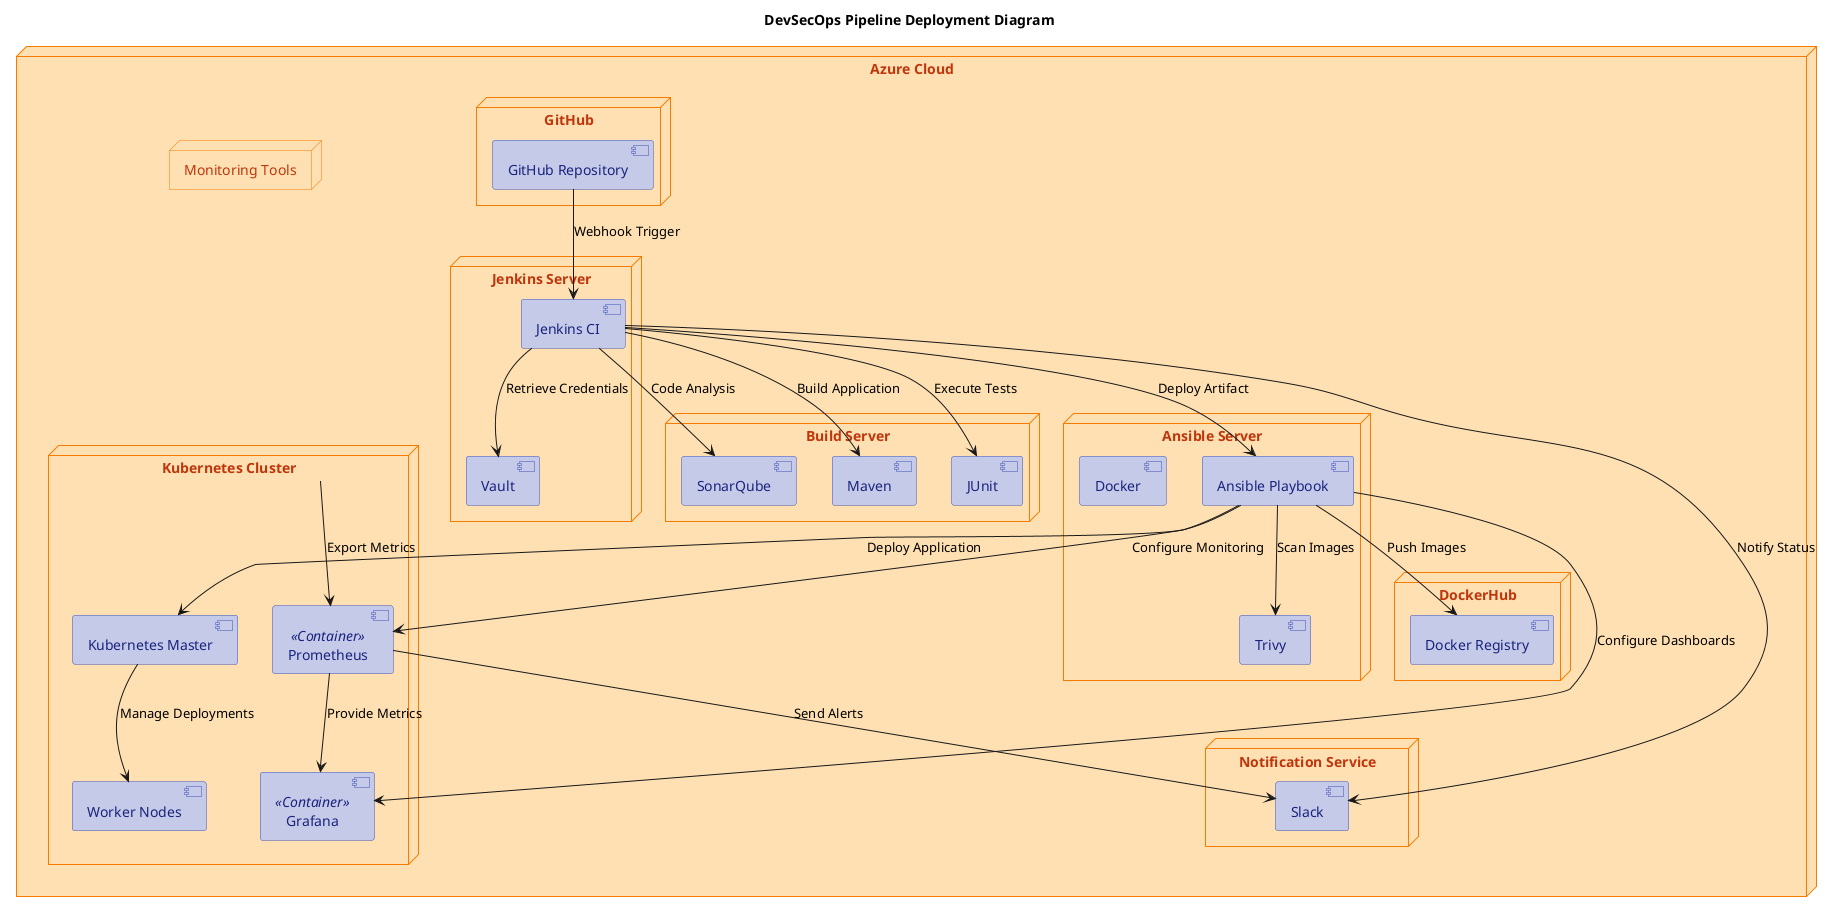 DevSecOps Pipeline Deployment Diagram
Azure Cloud
GitHub
GitHub Repository
Monitoring Tools
Webhook Trigger
Jenkins Server
Jenkins CI
Retrieve Credentials
Code Analysis
Build Application
Execute Tests
Deploy Artifact
Build Server
Ansible Server
Kubernetes Cluster
Vault
SonarQube
Maven
JUnit
Docker
Ansible Playbook
Export Metrics
Deploy Application
Configure Monitoring
Scan Images
Push Images
Notify Status
DockerHub
Kubernetes Master
«Container»
Prometheus
Trivy
Docker Registry
Configure Dashboards
Manage Deployments
Provide Metrics
Send Alerts
Notification Service
Worker Nodes
«Container»
Grafana
Slack